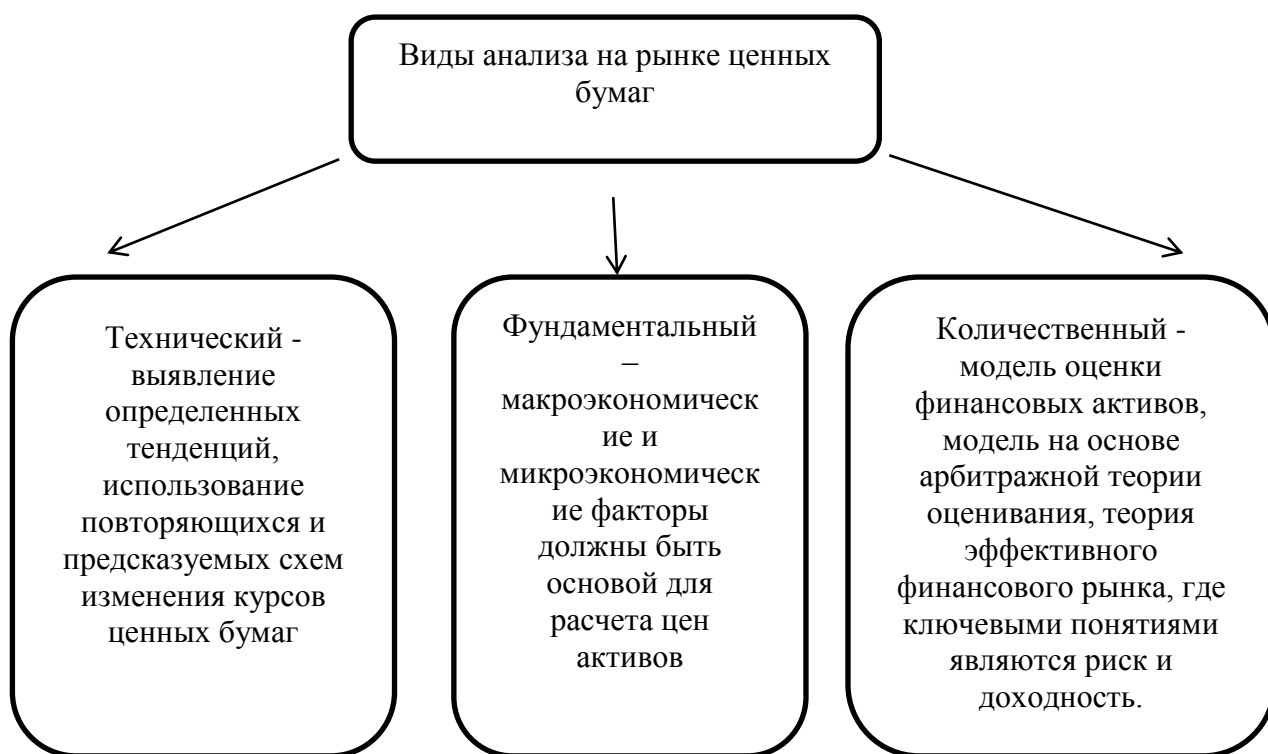 Виды анализа на рынке ценных
бумаг
Технический -
выявление
определенных
тенденций,
использование
повторяющихся и
предсказуемых схем
изменения курсов
ценных бумаг
Фундаментальный
–
макроэкономическ
ие и
микроэкономическ
ие факторы
должны быть
основой для
расчета цен
активов
Количественный -
модель оценки
финансовых активов,
модель на основе
арбитражной теории
оценивания, теория
эффективного
финансового рынка, где
ключевыми понятиями
являются риск и
доходность.